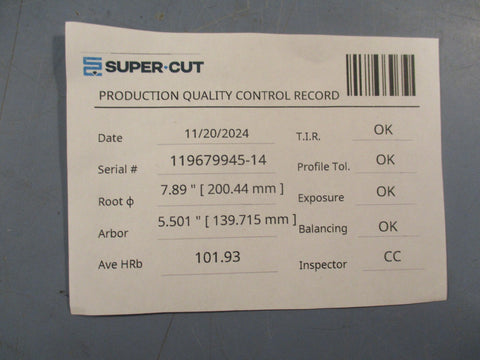 SUPER-CUT
PRODUCTION QUALITY CONTROL RECORD
Date 11/20/2024 T.I.R. OK
Serial # 119679945-14 Profile Tol. OK
Root ϕ 7.89 " [ 200.44 mm ] Exposure OK
Arbor 5.501 " [ 139.715 mm ] Balancing OK
Ave HRb 101.93 Inspector CC